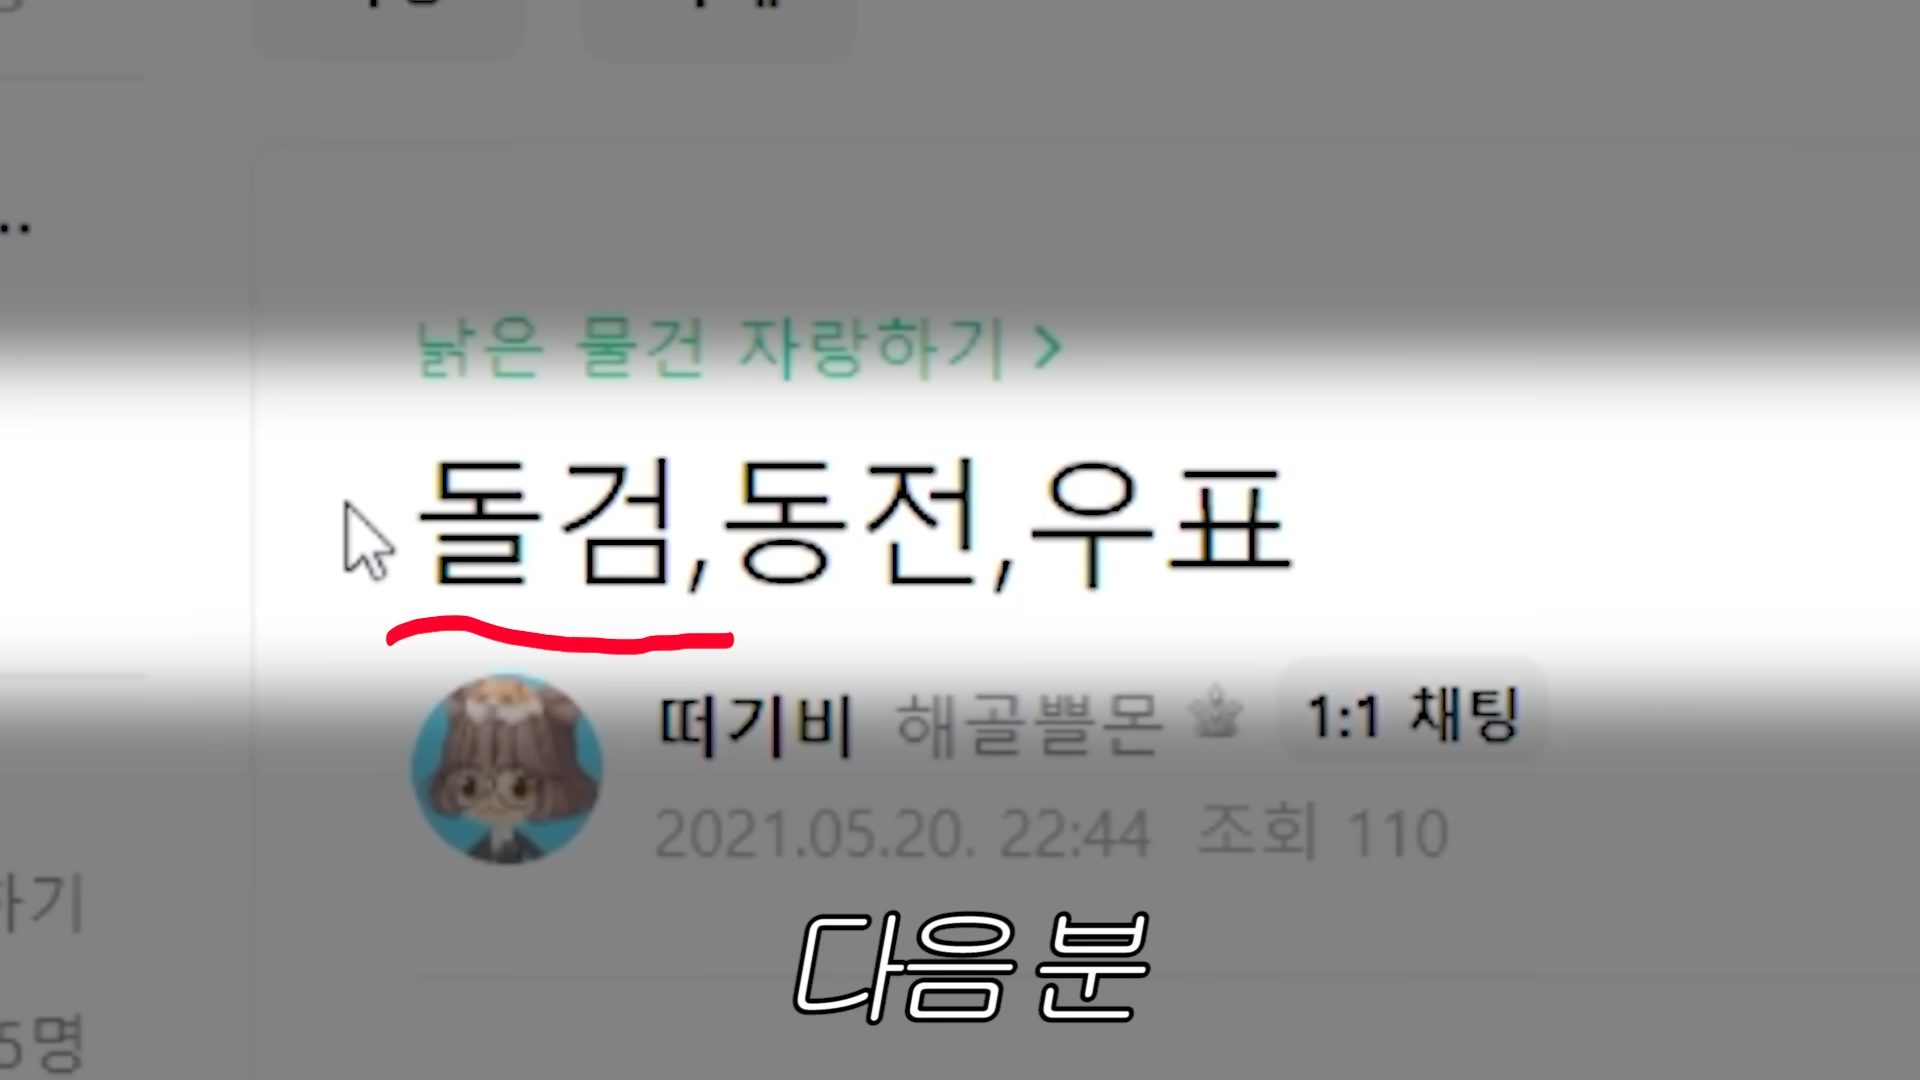 낡은 물건 자랑하기 >
돌검,동전,우표
떠기비 해골쁠몬 1:1 채팅
2021.05.20. 22:44 조회 110
하기
다음 분
5명